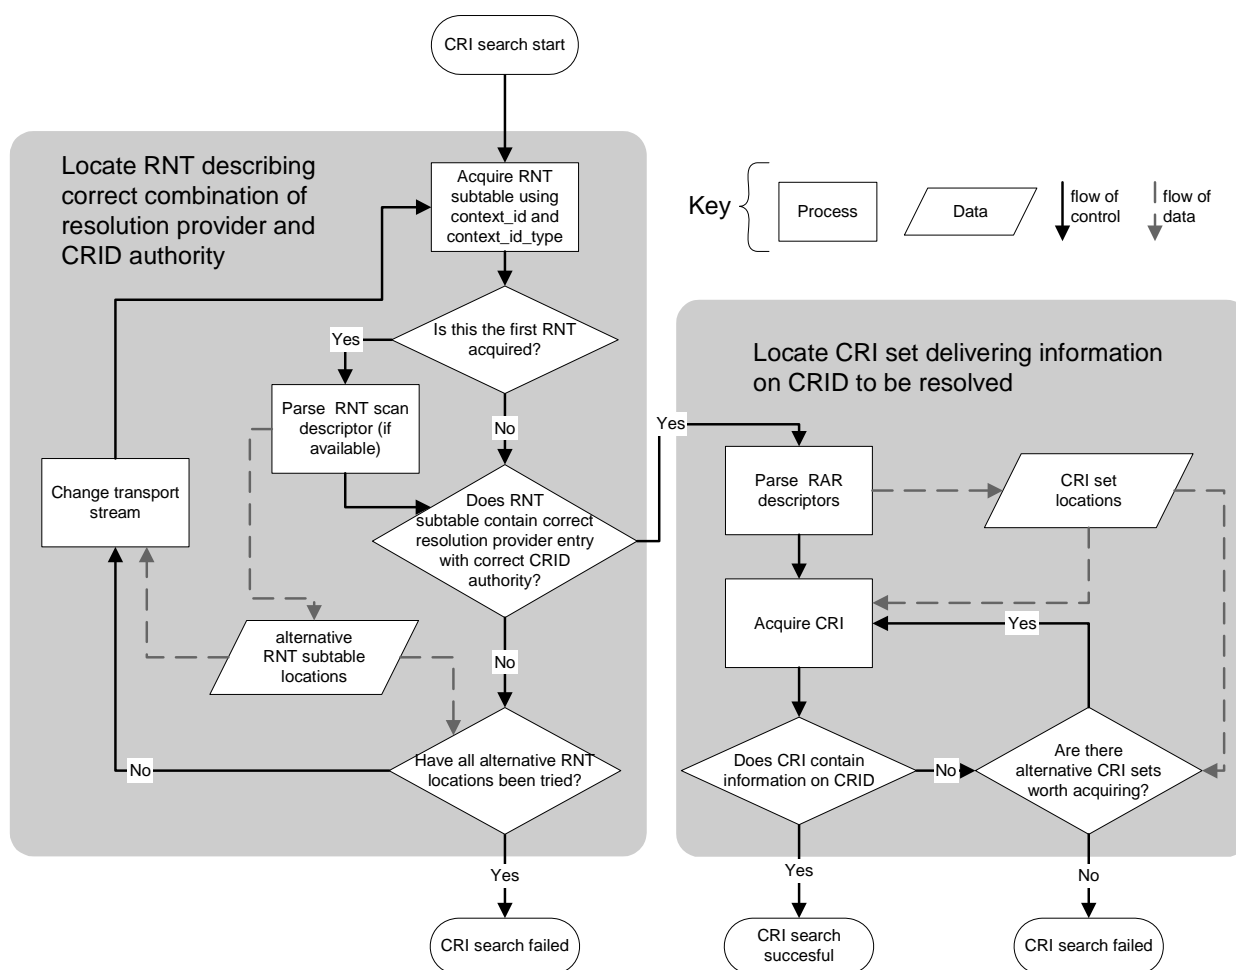 CRI search start
Locate RNT describing
correct combination of
resolution provider and
CRID authority
Acquire RNT
subtable using
context_id and
context_id_type
Key
Process
Data
flow of
control
flow of
data
Is this the first RNT
acquired?
Yes
Parse RNT scan
descriptor (if
available)
No
Locate CRI set delivering information
on CRID to be resolved
Yes
Change transport
stream
Does RNT
subtable contain correct
resolution provider entry
with correct CRID
authority?
Parse RAR
descriptors
CRI set
locations
Acquire CRI
Yes
alternative
RNT subtable
locations
No
Have all alternative RNT
locations been tried?
No
Does CRI contain
information on CRID
No
Are there
alternative CRI sets
worth acquiring?
Yes
Yes
No
CRI search failed
CRI search
succesful
CRI search failed